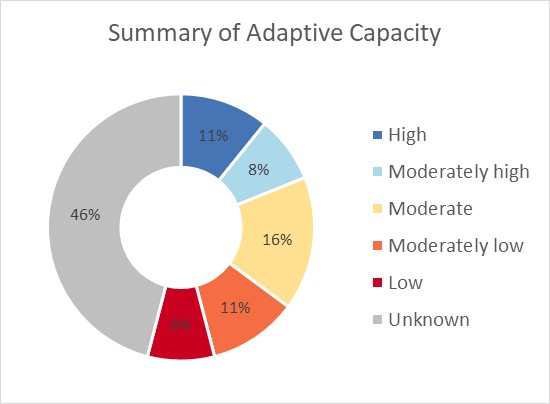 Summary of Adaptive Capacity
11%
8%
16%
11%
8%
46%
High
Moderately high
Moderate
Moderately low
Low
Unknown